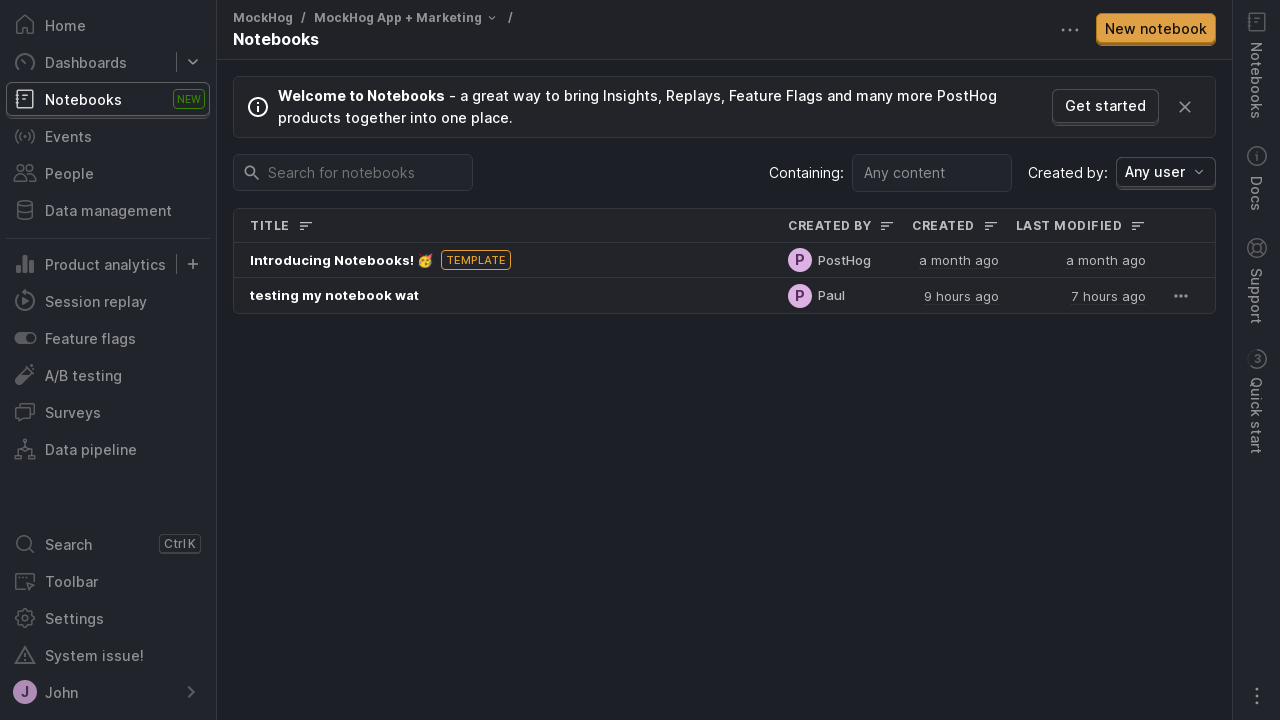 Home
Dashboards
Notebooks NEW
Events
People
Data management
Product analytics
Session replay
Feature flags
A/B testing
Surveys
Data pipeline
Search Ctrl K
Toolbar
Settings
System issue!
J John
MockHog / MockHog App + Marketing /
Notebooks
New notebook
Welcome to Notebooks - a great way to bring Insights, Replays, Feature Flags and many more PostHog
products together into one place.
Get started
Search for notebooks
Containing: Any content
Created by: Any user
TITLE CREATED BY CREATED LAST MODIFIED
Introducing Notebooks! 🥳 TEMPLATE P PostHog a month ago a month ago
testing my notebook wat P Paul 9 hours ago 7 hours ago
Notebooks
Docs
Support
3 Quick start